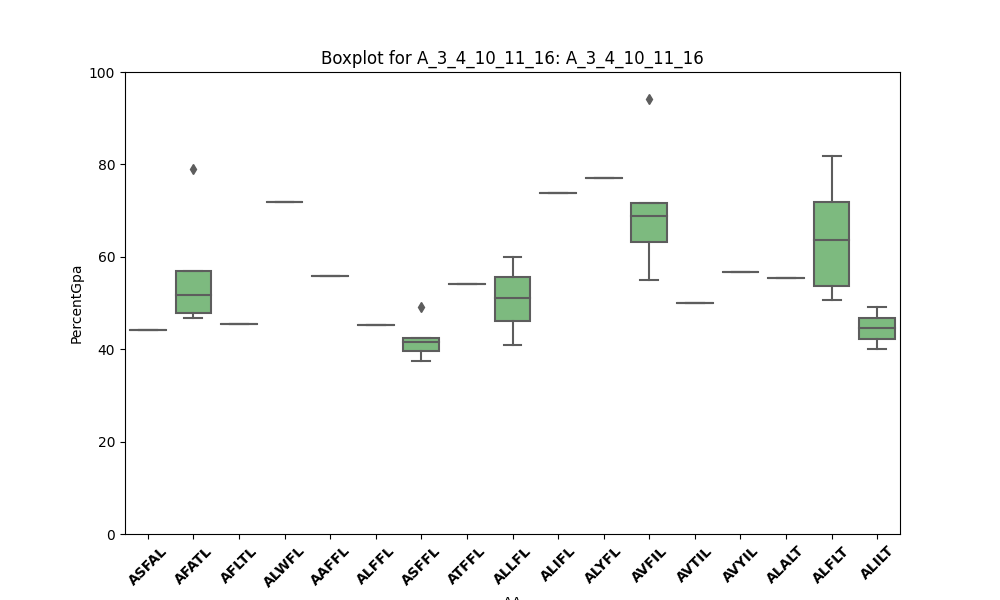 Boxplot for A_3_4_10_11_16: A_3_4_10_11_16
100
80
60
40
20
0
PercentGpa
ASFAL AFATL AFLTL ALWFL AAFFL ALFFL ASFFL ATFFL ALLFL ALIFL ALYFL AVFIL AVTIL AVYIL ALALT ALFLT ALILT